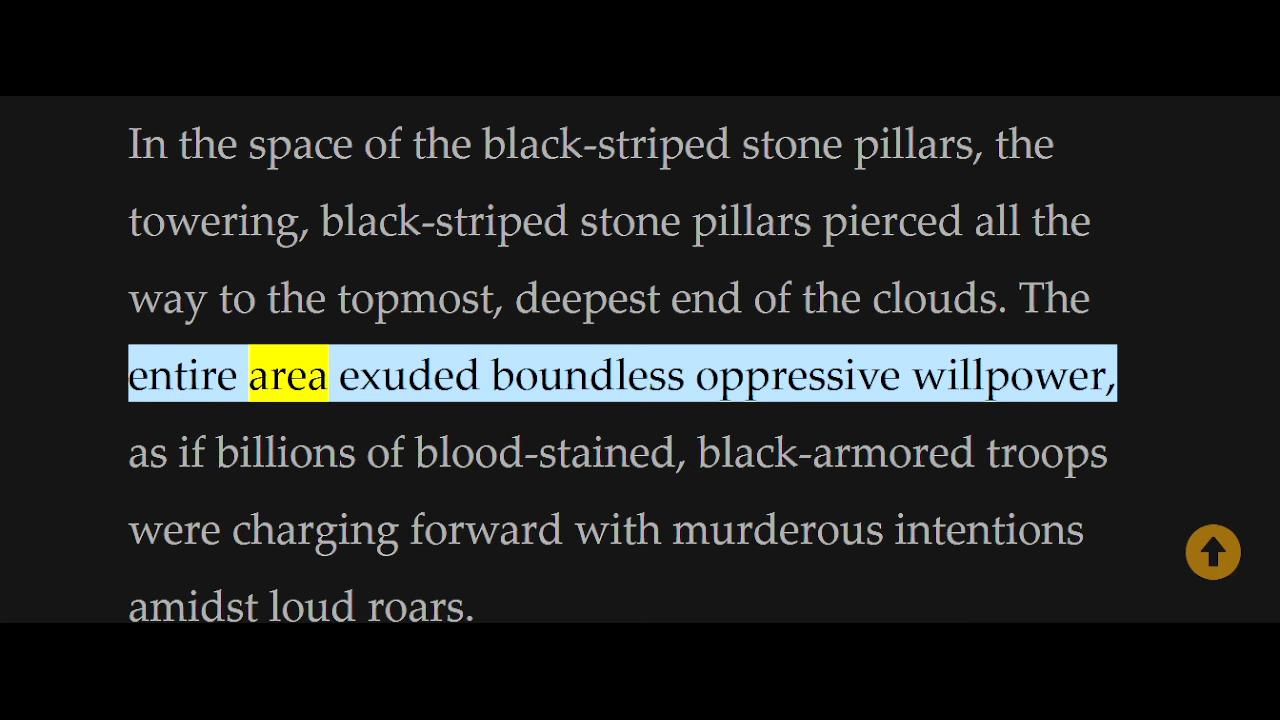 In the space of the black-striped stone pillars, the
towering, black-striped stone pillars pierced all the
way to the topmost, deepest end of the clouds. The
entire area exuded boundless oppressive willpower,
as if billions of blood-stained, black-armored troops
were charging forward with murderous intentions
amidst loud roars.